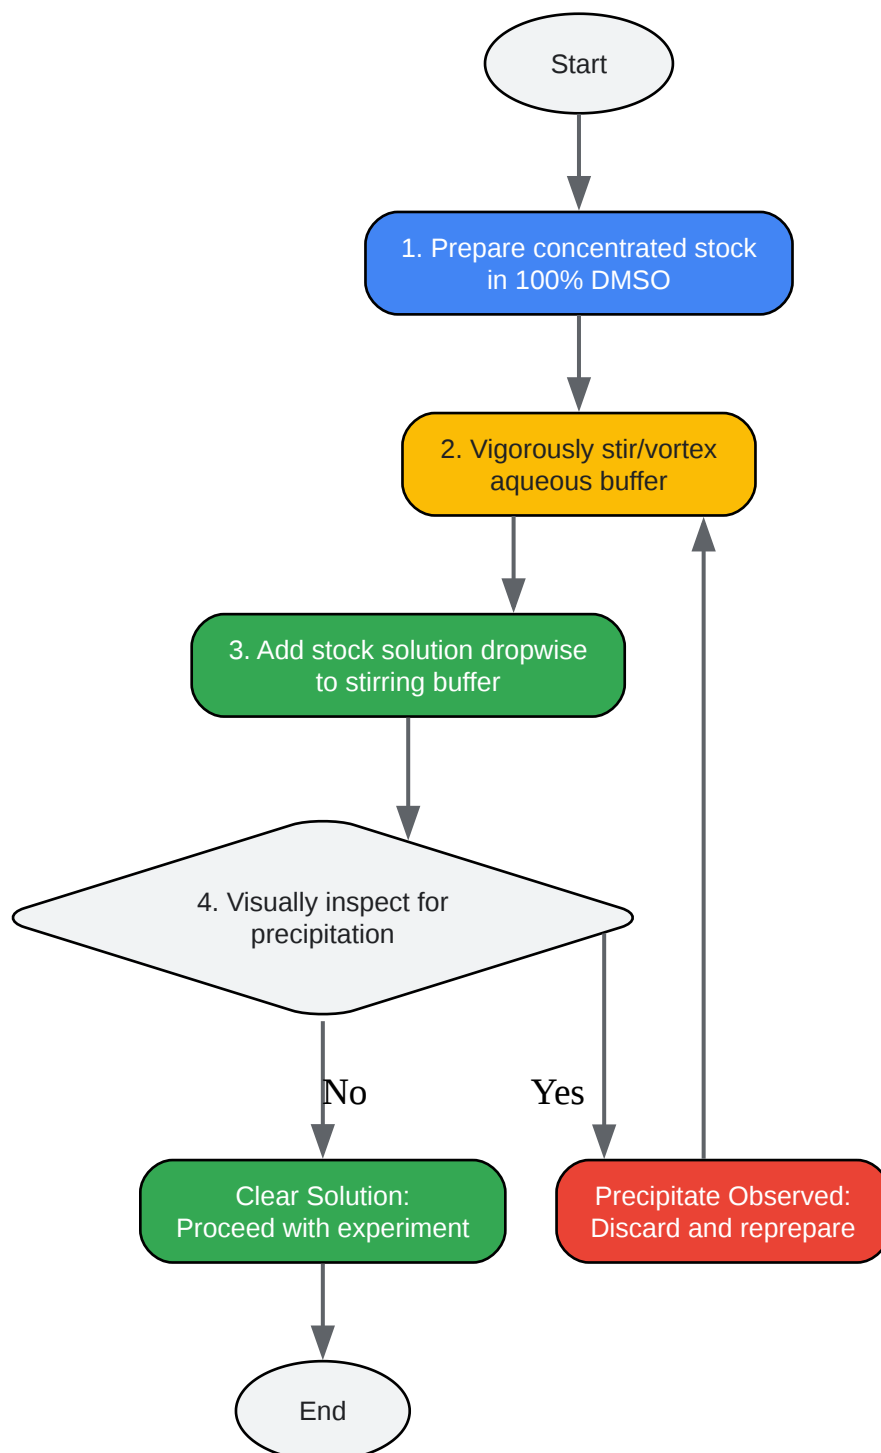 Start
1. Prepare concentrated stock
in 100% DMSO
2. Vigorously stir/vortex
aqueous buffer
3. Add stock solution dropwise
to stirring buffer
4. Visually inspect for
precipitation
No
Yes
Clear Solution:
Proceed with experiment
Precipitate Observed:
Discard and reprepare
End